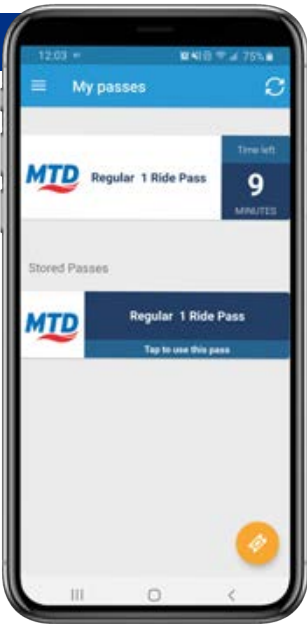 12:03
75%
My passes
MTD
Regular 1 Ride Pass
Time left
9
MINUTES
Stored Passes
MTD
Regular 1 Ride Pass
Tap to use this pass